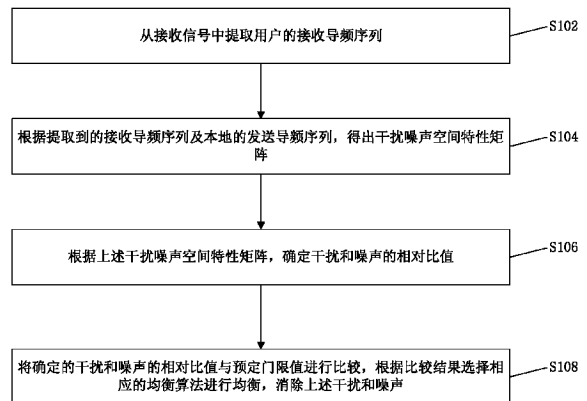 从接收信号中提取用户的接收导频序列
S102
根据提取到的接收导频序列及本地的发送导频序列，得出干扰噪声空间特性矩
阵
S104
根据上述干扰噪声空间特性矩阵，确定干扰和噪声的相对比值
S106
将确定的干扰和噪声的相对比值与预定门限值进行比较，根据比较结果选择相
应的均衡算法进行均衡，消除上述干扰和噪声
S108